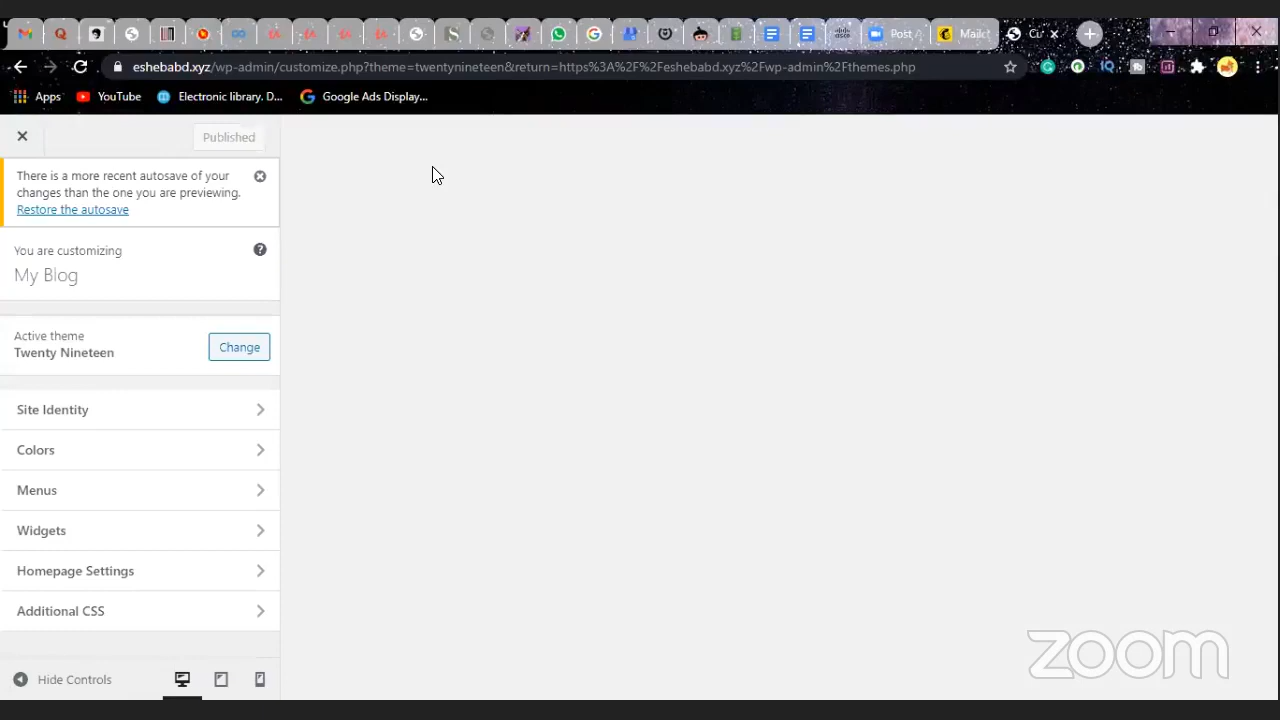 Post A
Mailch
Cu
eshebabd.xyz/wp-admin/customize.php?theme=twentynineteen&return=https%3A%2F%2Feshebabd.xyz%2Fwp-admin%2Fthemes.php
Apps
YouTube
Electronic library. D...
Google Ads Display...
Published
There is a more recent autosave of your
changes than the one you are previewing.
Restore the autosave
You are customizing
My Blog
Active theme
Twenty Nineteen
Change
Site Identity
Colors
Menus
Widgets
Homepage Settings
Additional CSS
Hide Controls
zoom